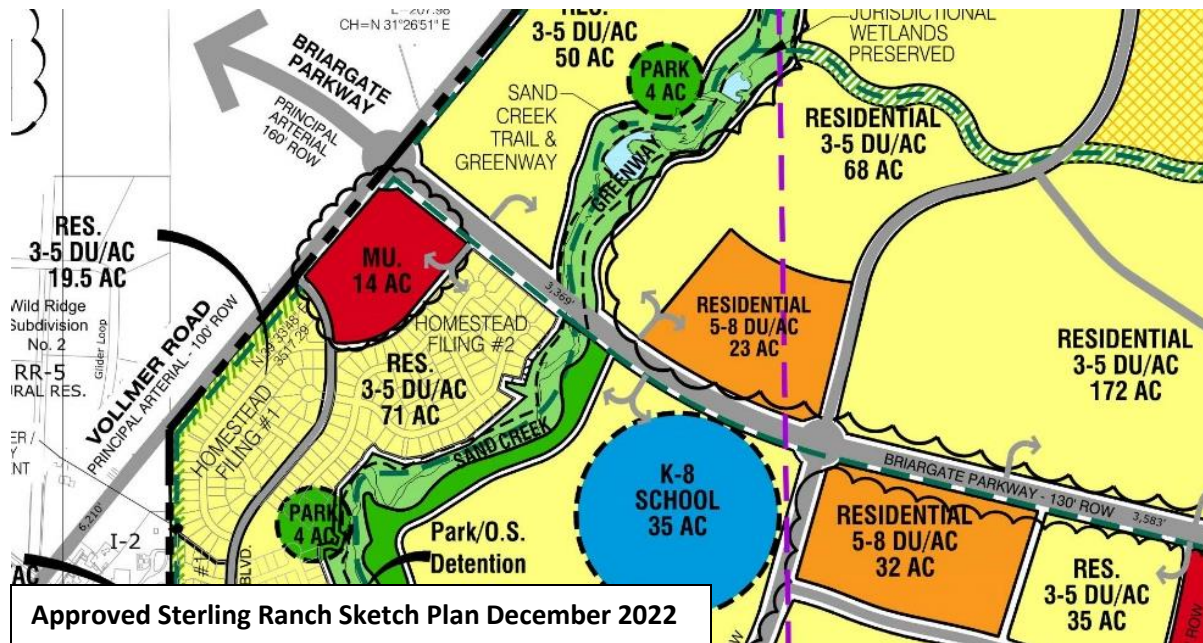 CH=N 31°26'51" E
BRIARGATE
PARKWAY
PRINCIPAL
ARTERIAL
160' ROW
RES.
3-5 DU/AC
50 AC
PARK
4 AC
JURISDICTIONAL
WETLANDS
PRESERVED
SAND
CREEK
TRAIL &
GREENWAY
GREENWAY
RESIDENTIAL
3-5 DU/AC
68 AC
RES.
3-5 DU/AC
19.5 AC
MU.
14 AC
3,369'
RESIDENTIAL
5-8 DU/AC
23 AC
Wild Ridge
Subdivision
No. 2
Gilder Loop
RR-5
RURAL RES.
VOLLMER ROAD
PRINCIPAL ARTERIAL - 100' ROW
6,210'
HOMESTEAD
FILING #2
HOMESTEAD
FILING #1
RES.
3-5 DU/AC
71 AC
RESIDENTIAL
3-5 DU/AC
172 AC
SAND CREEK
K-8
SCHOOL
35 AC
BRIARGATE PARKWAY - 130' ROW
3,583'
PARK
4 AC
Park/O.S.
Detention
RESIDENTIAL
5-8 DU/AC
32 AC
RES.
3-5 DU/AC
35 AC
I-2
BLVD.
AC
ROW
Approved Sterling Ranch Sketch Plan December 2022